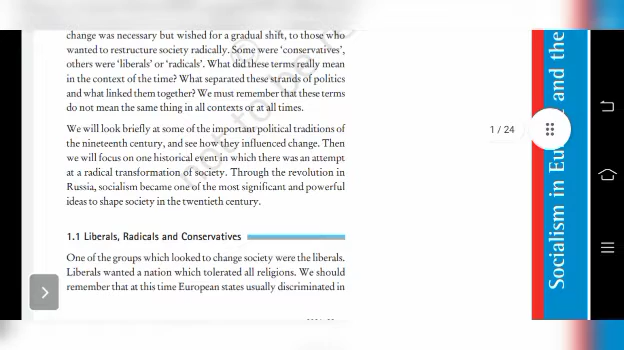 change was necessary but wished for a gradual shift, to those who
wanted to restructure society radically. Some were ‘conservatives’,
others were ‘liberals’ or ‘radicals’. What did these terms really mean
in the context of the time? What separated these strands of politics
and what linked them together? We must remember that these terms
do not mean the same thing in all contexts or at all times.
We will look briefly at some of the important political traditions of
the nineteenth century, and see how they influenced change. Then
we will focus on one historical event in which there was an attempt
at a radical transformation of society. Through the revolution in
Russia, socialism became one of the most significant and powerful
ideas to shape society in the twentieth century.
1.1 Liberals, Radicals and Conservatives
One of the groups which looked to change society were the liberals.
Liberals wanted a nation which tolerated all religions. We should
remember that at this time European states usually discriminated in
not to be
1 / 24
Socialism in Eu
and the